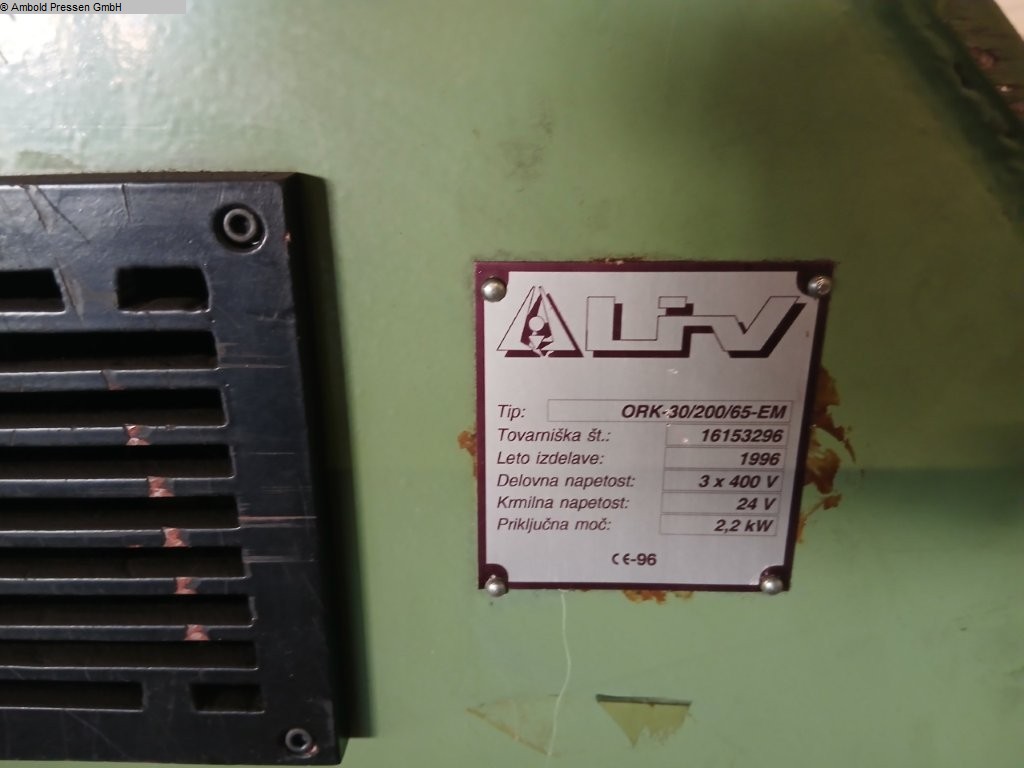 © Ambold Pressen GmbH
LIV
Tip: ORK-30/200/65-EM
Tovarniška št.: 16153296
Leto izdelave: 1996
Delovna napetost: 3 x 400 V
Krmilna napetost: 24 V
Priključna moč: 2,2 kW
CE-96